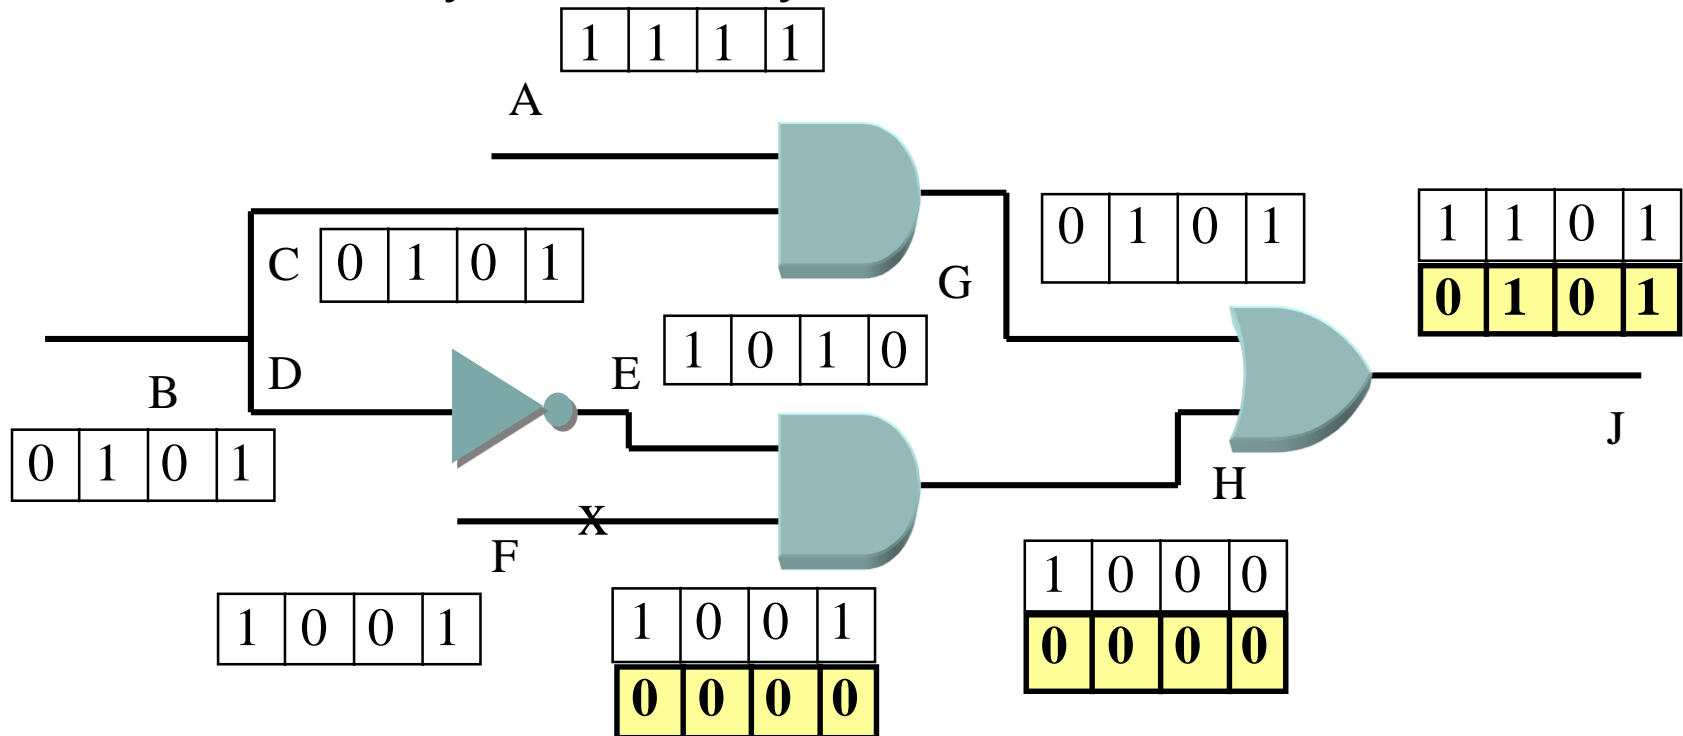 1 1 1 1
A
C 0 1 0 1
G
0 1 0 1
1 1 0 1
0 1 0 1
B
0 1 0 1
D
E
1 0 1 0
J
H
x
F
1 0 0 1
1 0 0 1
0 0 0 0
1 0 0 0
0 0 0 0